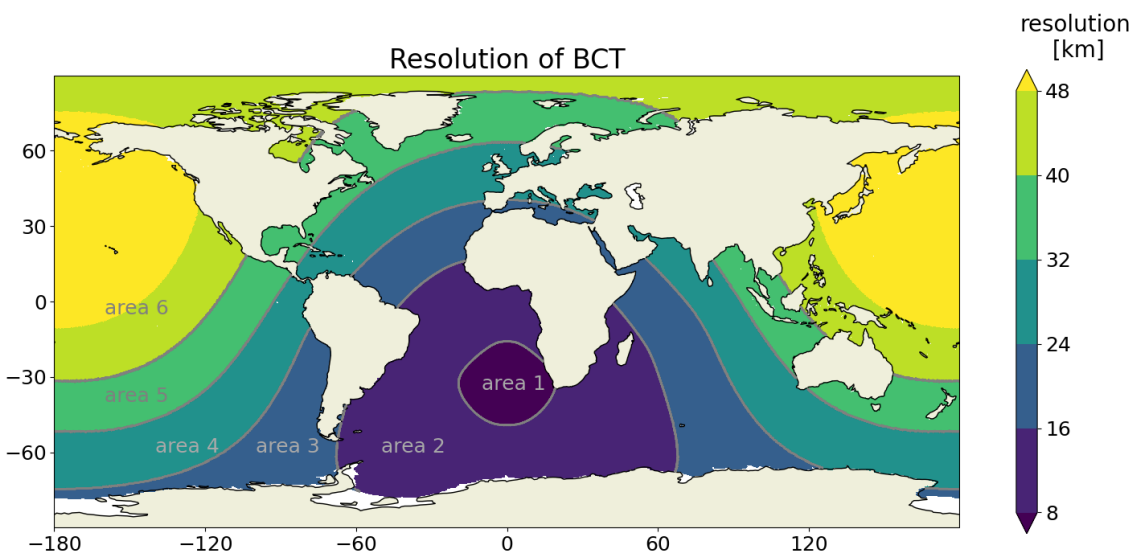 resolution
[km]
Resolution of BCT
48
60
40
30
32
0
area 6
24
−30
area 1
area 5
16
−60
area 4
area 3
area 2
8
−180
−120
−60
0
60
120